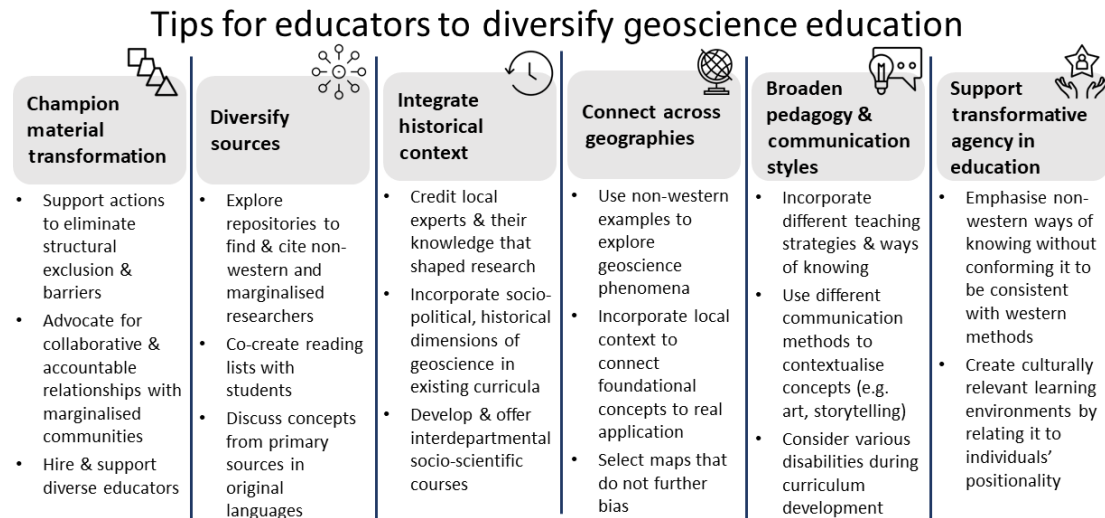 Tips for educators to diversify geoscience education
Champion
material
transformation
• Support actions
to eliminate
structural
exclusion &
barriers
• Advocate for
collaborative &
accountable
relationships with
marginalised
communities
• Hire & support
diverse educators
Diversify
sources
• Explore
repositories to
find & cite non-
western and
marginalised
researchers
• Co-create reading
lists with
students
• Discuss concepts
from primary
sources in
original
languages
Integrate
historical
context
• Credit local
experts & their
knowledge that
shaped research
• Incorporate socio-
political, historical
dimensions of
geoscience in
existing curricula
• Develop & offer
interdepartmental
socio-scientific
courses
Connect across
geographies
• Use non-western
examples to
explore
geoscience
phenomena
• Incorporate local
context to
connect
foundational
concepts to real
application
• Select maps that
do not further
bias
Broaden
pedagogy &
communication
styles
• Incorporate
different teaching
strategies & ways
of knowing
• Use different
communication
methods to
contextualise
concepts (e.g.
art, storytelling)
• Consider various
disabilities during
curriculum
development
Support
transformative
agency in
education
• Emphasise non-
western ways of
knowing without
conforming it to
be consistent
with western
methods
• Create culturally
relevant learning
environments by
relating it to
individuals'
positionality